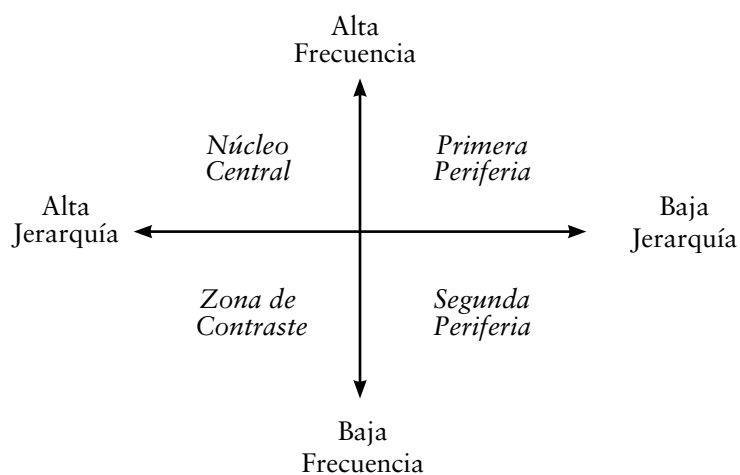 Alta
Frecuencia
Núcleo
Central
Primera
Periferia
Alta
Jerarquía
Baja
Jerarquía
Zona de
Contraste
Segunda
Periferia
Baja
Frecuencia